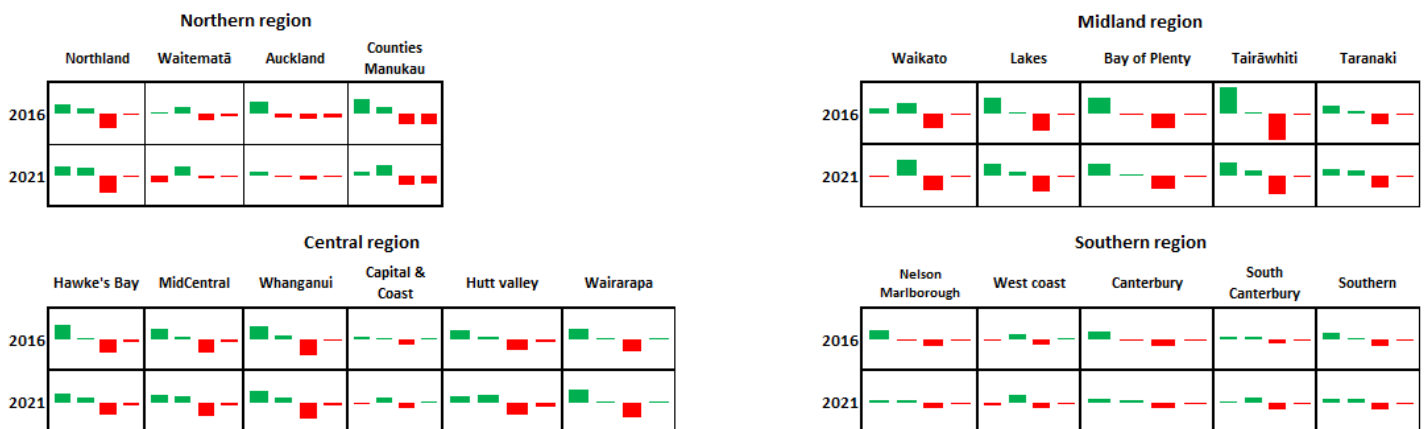 Northern region
Northland Waitematā Auckland Counties Manukau
2016
2021
Midland region
Waikato Lakes Bay of Plenty Tairāwhiti Taranaki
2016
2021
Central region
Hawke's Bay MidCentral Whanganui Capital & Coast Hutt valley Wairarapa
2016
2021
Southern region
Nelson Marlborough West coast Canterbury South Canterbury Southern
2016
2021